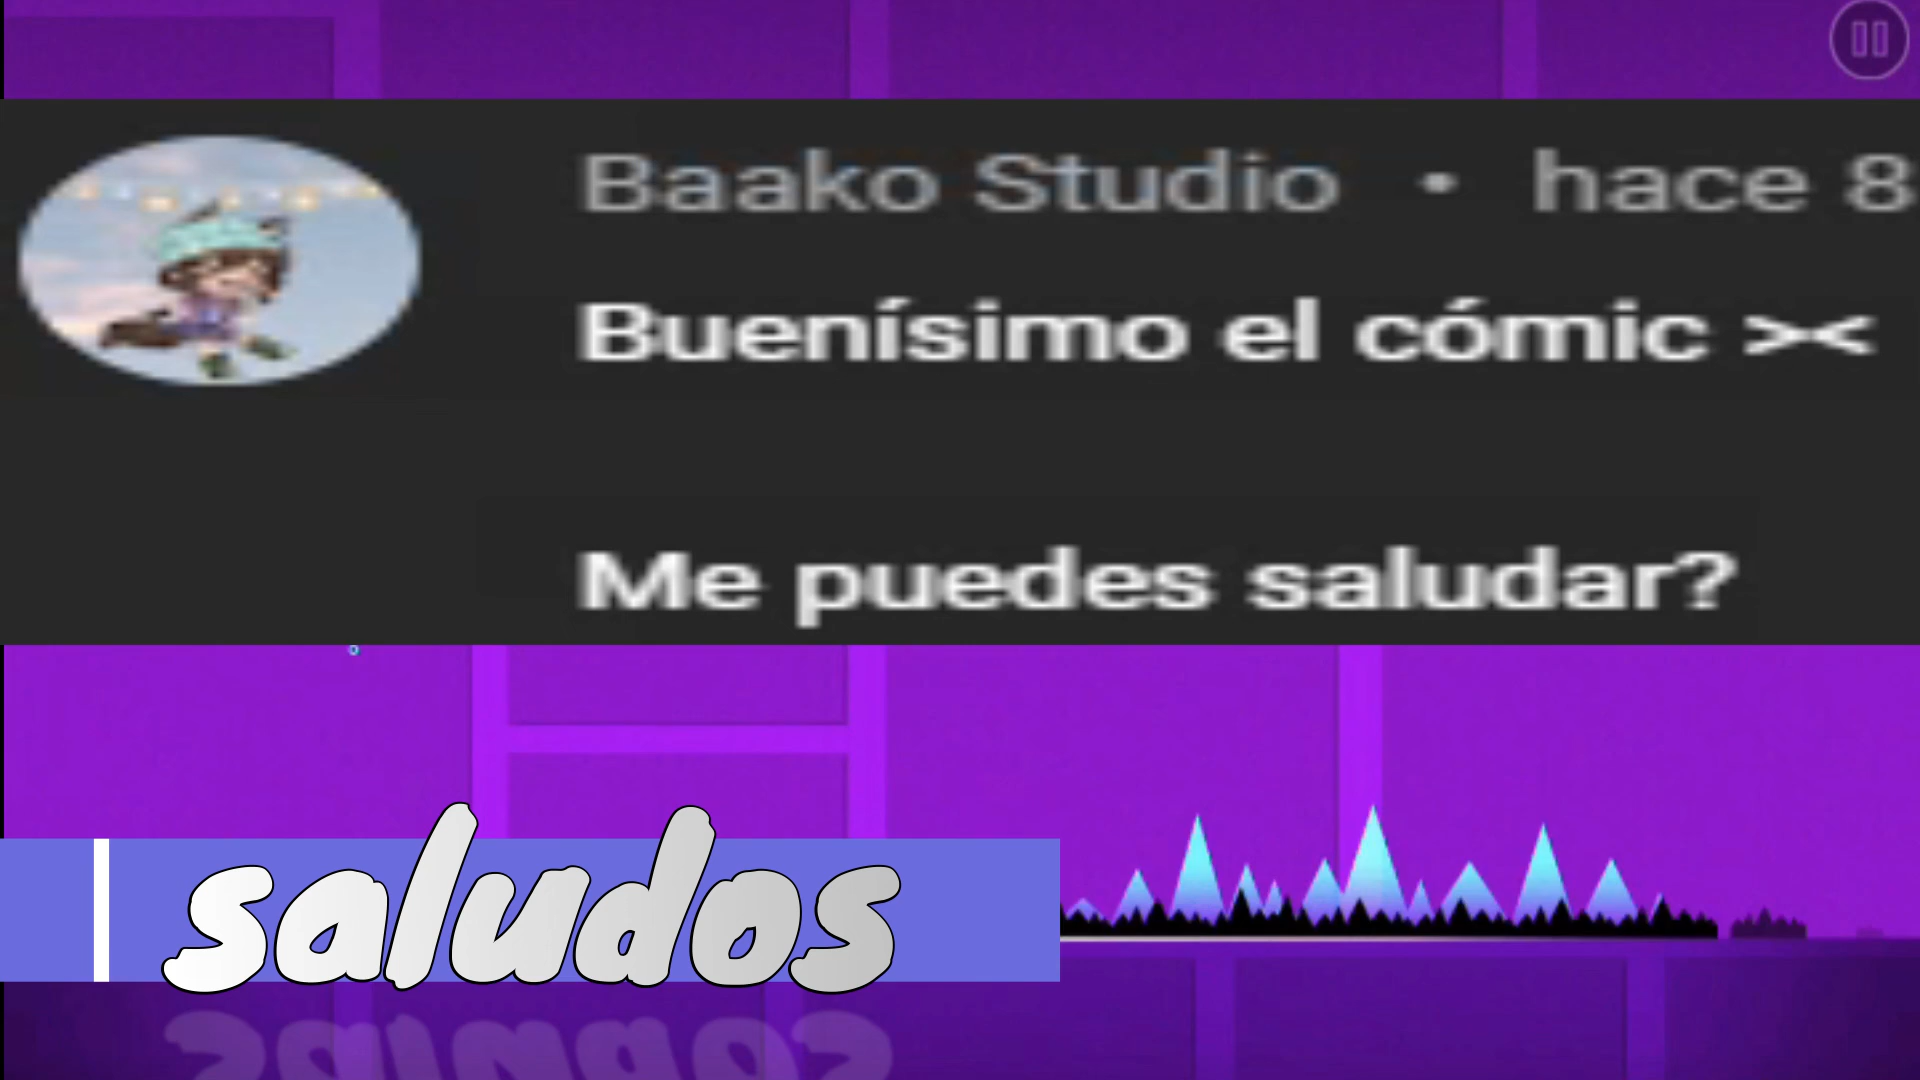 Baako Studio • hace 8
Buenísimo el cómic ><
Me puedes saludar?
saludos